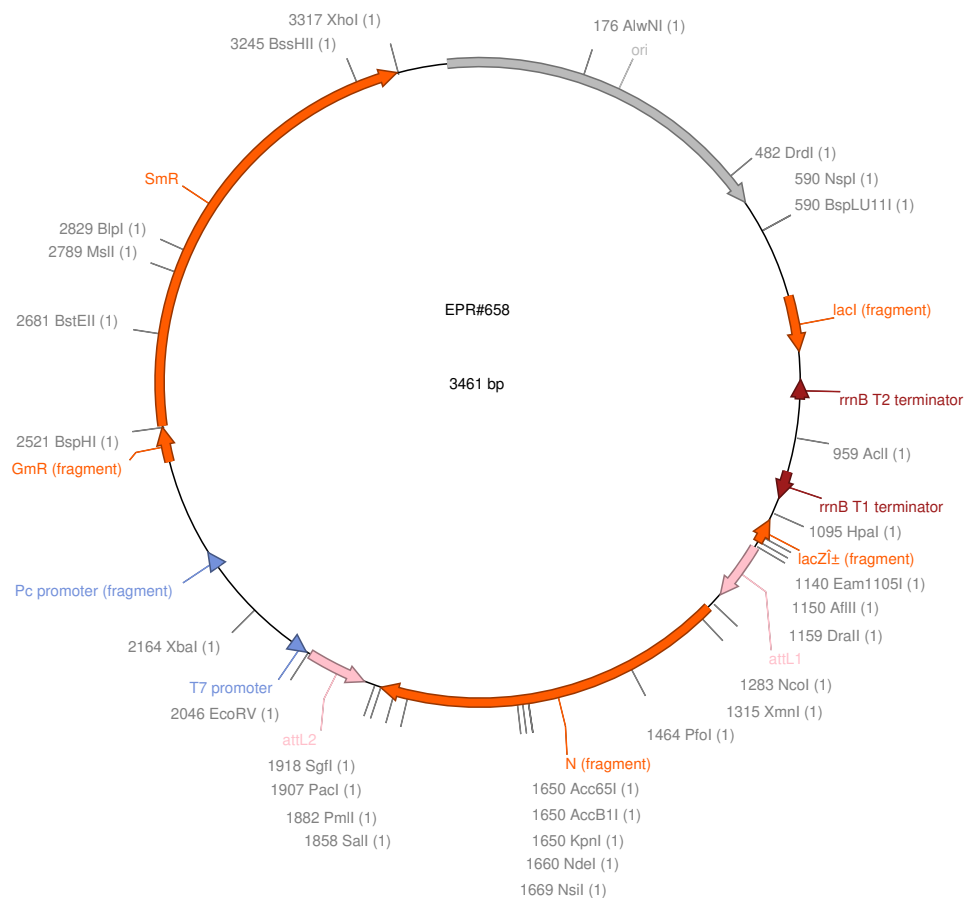 3317 XhoI (1)
3245 BssHII (1)
176 AlwNI (1)
ori
482 DrdI (1)
590 NspI (1)
590 BspLU11I (1)
SmR
2829 BlpI (1)
2789 MslI (1)
2681 BstEII (1)
EPR#658
3461 bp
lacI (fragment)
rrnB T2 terminator
959 AclI (1)
rrnB T1 terminator
1095 HpaI (1)
lacZÎ± (fragment)
1140 Eam1105I (1)
1150 AflII (1)
1159 DraII (1)
attL1
1283 NcoI (1)
1315 XmnI (1)
1464 PfoI (1)
N (fragment)
1650 Acc65I (1)
1650 AccB1I (1)
1650 KpnI (1)
1660 NdeI (1)
1669 NsiI (1)
2521 BspHI (1)
GmR (fragment)
Pc promoter (fragment)
2164 XbaI (1)
T7 promoter
2046 EcoRV (1)
attL2
1918 SgfI (1)
1907 PacI (1)
1882 PmlI (1)
1858 SalI (1)